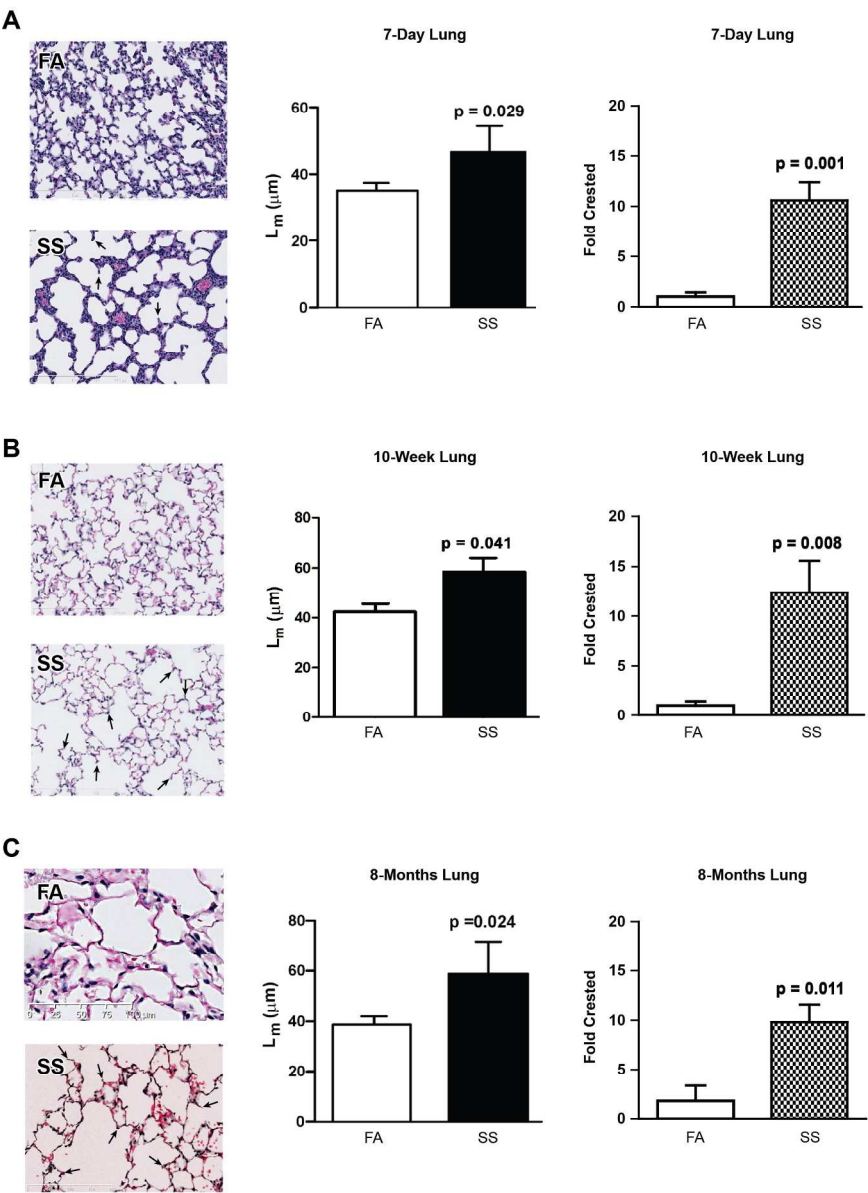 A
7-Day Lung
7-Day Lung
FA
SS
60
40
20
0
Lm (μm)
p = 0.029
FA
SS
20
15
10
5
0
Fold Crested
p = 0.001
FA
SS
B
10-Week Lung
10-Week Lung
FA
SS
80
60
40
20
0
Lm (μm)
p = 0.041
FA
SS
20
15
10
5
0
Fold Crested
p = 0.008
FA
SS
C
8-Months Lung
8-Months Lung
FA
0 25 50 75 100 μm
SS
80
60
40
20
0
Lm (μm)
p =0.024
FA
SS
20
15
10
5
0
Fold Crested
p = 0.011
FA
SS